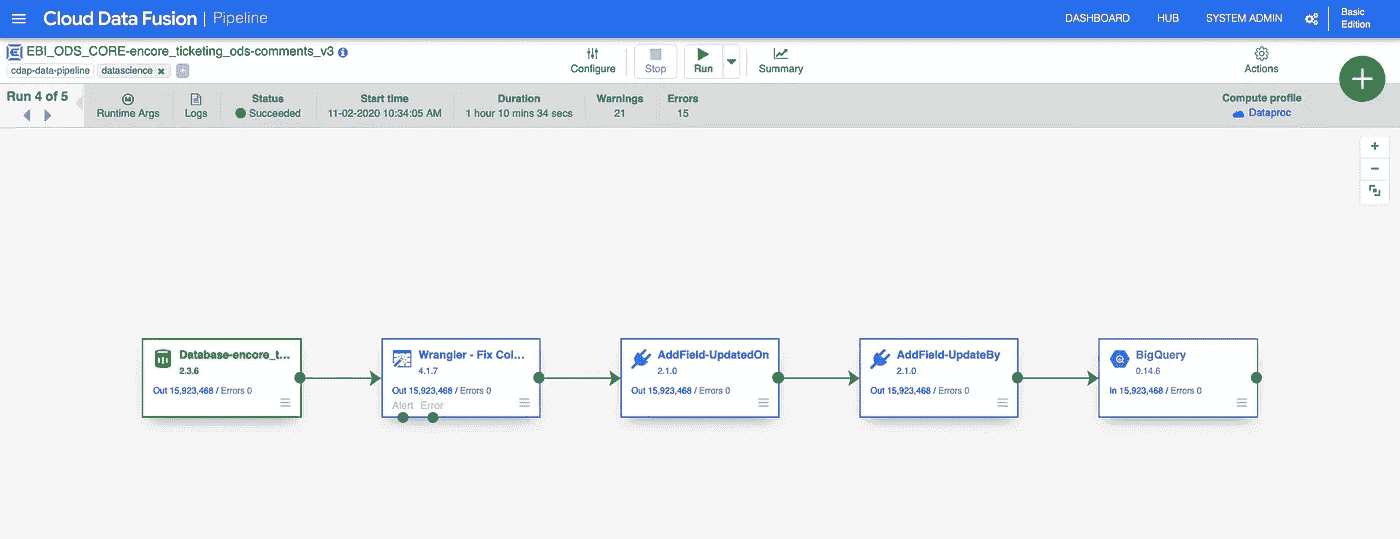 Cloud Data Fusion | Pipeline
DASHBOARD
HUB
SYSTEM ADMIN
Basic
Edition
EBI_ODS_CORE-encore_ticketing_ods-comments_v3
cdap-data-pipeline
datascience
Configure
Stop
Run
Summary
Actions
Run 4 of 5
Runtime Args
Logs
Status
Succeeded
Start time
11-02-2020 10:34:05 AM
Duration
1 hour 10 mins 34 secs
Warnings
21
Errors
15
Compute profile
Dataproc
Database-encore_t...
2.3.6
Out 15,923,468 / Errors 0
Wrangler - Fix Col...
4.1.7
Out 15,923,468 / Errors 0
Alert Error
AddField-UpdatedOn
2.1.0
Out 15,923,468 / Errors 0
AddField-UpdateBy
2.1.0
Out 15,923,468 / Errors 0
BigQuery
0.14.6
In 15,923,468 / Errors 0